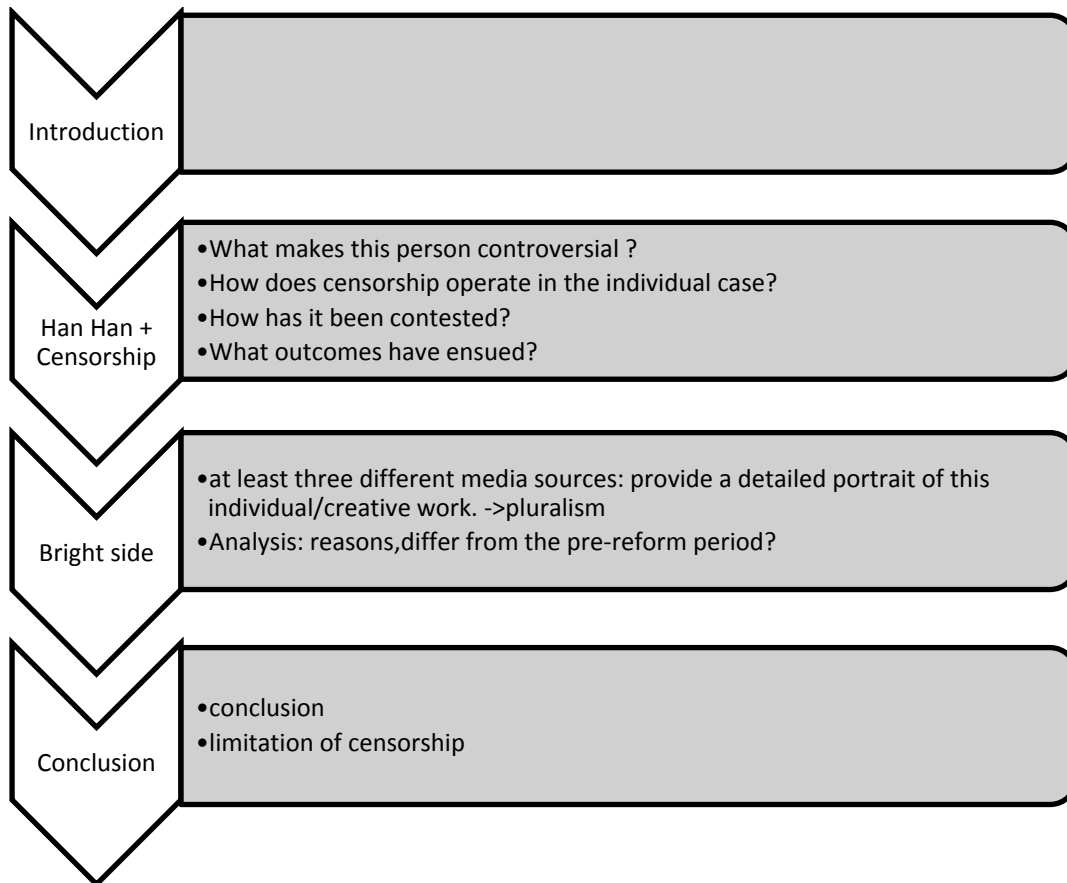 Introduction
Han Han +
Censorship
•What makes this person controversial ?
•How does censorship operate in the individual case?
•How has it been contested?
•What outcomes have ensued?
Bright side
•at least three different media sources: provide a detailed portrait of this
individual/creative work. ->pluralism
•Analysis: reasons,differ from the pre-reform period?
Conclusion
•conclusion
•limitation of censorship